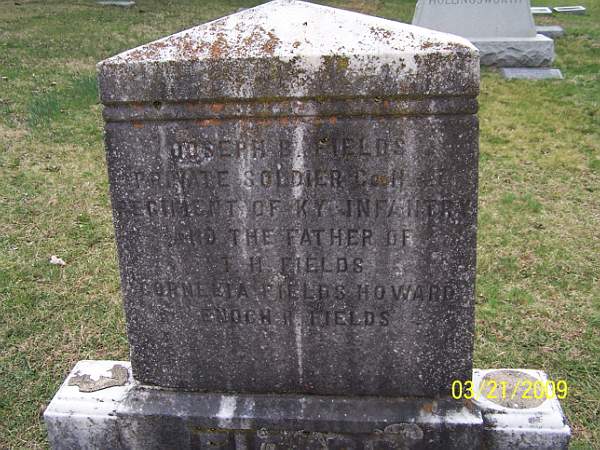 HOLLINGSWORTH
JOSEPH B. FIELDS
PRIVATE SOLDIER CO. H
REGIMENT OF KY. INFANTRY
AND THE FATHER OF
T. H. FIELDS
CORNELIA FIELDS HOWARD
ENOCH H. FIELDS
03/21/2009